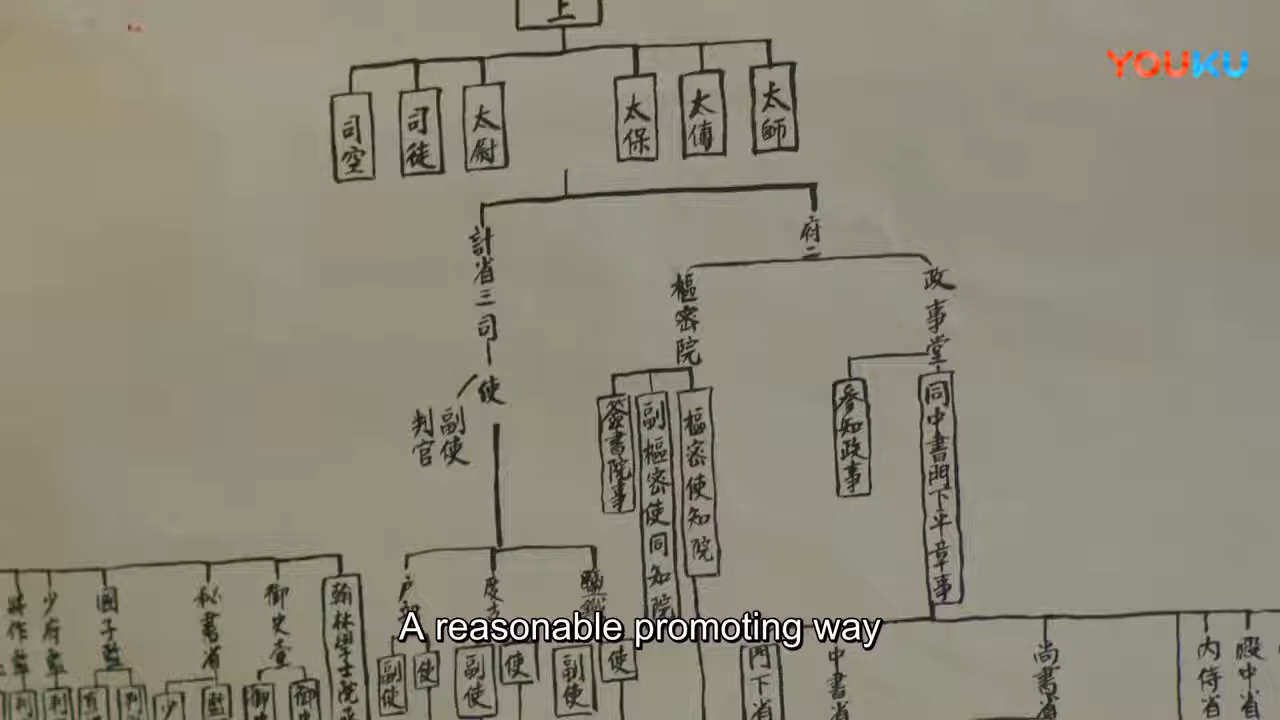 上
YOUKU
太師
太傅
太保
太尉
司徒
司空
府二
計省三司
使
副使
判官
政事堂
樞密院
同中書門下平章事
參知政事
樞密使知院
副樞密使同知院
簽書院事
翰林學士院
御史臺
秘書省
國子監
少府監
將作監
鹽鐵
度支
戶部
使
副使
使
副使
使
副使
門下省
中書省
尚書省
內侍省
殿中省
A reasonable promoting way